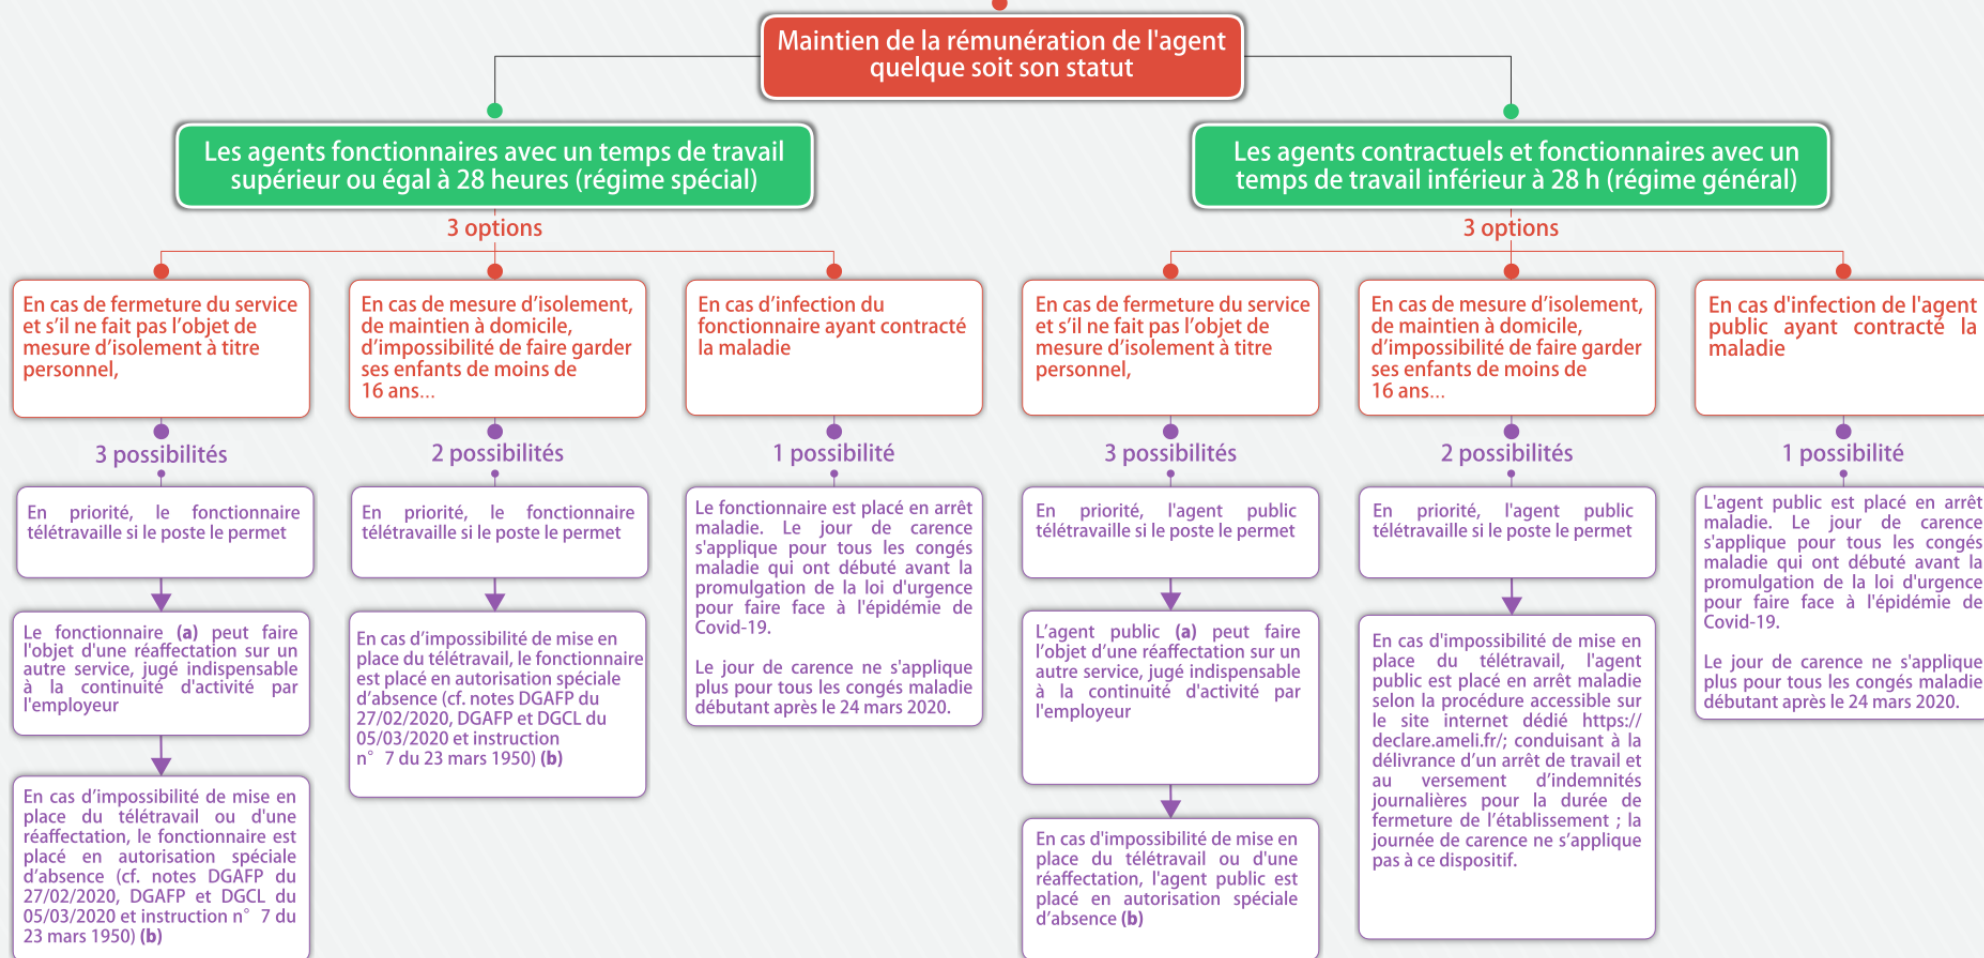 Maintien de la rémunération de l'agent
quelque soit son statut
Les agents fonctionnaires avec un temps de travail
supérieur ou égal à 28 heures (régime spécial)
3 options
En cas de fermeture du service
et s’il ne fait pas l’objet de
mesure d’isolement à titre
personnel,
3 possibilités
En priorité, le fonctionnaire
télétravaille si le poste le permet
Le fonctionnaire (a) peut faire
l'objet d'une réaffectation sur un
autre service, jugé indispensable
à la continuité d'activité par
l'employeur
En cas d’impossibilité de mise en
place du télétravail ou d'une
réaffectation, le fonctionnaire est
placé en autorisation spéciale
d’absence (cf. notes DGAFP du
27/02/2020, DGAFP et DGCL du
05/03/2020 et instruction n° 7 du
23 mars 1950) (b)
En cas de mesure d’isolement,
de maintien à domicile,
d’impossibilité de faire garder
ses enfants de moins de
16 ans...
2 possibilités
En priorité, le fonctionnaire
télétravaille si le poste le permet
En cas d’impossibilité de mise en
place du télétravail, le fonctionnaire
est placé en autorisation spéciale
d’absence (cf. notes DGAFP du
27/02/2020, DGAFP et DGCL du
05/03/2020 et instruction
n° 7 du 23 mars 1950) (b)
En cas d’infection du
fonctionnaire ayant contracté
la maladie
1 possibilité
Le fonctionnaire est placé en arrêt
maladie. Le jour de carence
s'applique pour tous les congés
maladie qui ont débuté avant la
promulgation de la loi d'urgence
pour faire face à l'épidémie de
Covid-19.
Le jour de carence ne s'applique
plus pour tous les congés maladie
débutant après le 24 mars 2020.
Les agents contractuels et fonctionnaires avec un
temps de travail inférieur à 28 h (régime général)
3 options
En cas de fermeture du service
et s’il ne fait pas l’objet de
mesure d’isolement à titre
personnel,
3 possibilités
En priorité, l'agent public
télétravaille si le poste le permet
L’agent public (a) peut faire
l’objet d’une réaffectation sur un
autre service, jugé indispensable
à la continuité d'activité par
l'employeur
En cas d'impossibilité de mise en
place du télétravail ou d'une
réaffectation, l'agent public est
placé en autorisation spéciale
d’absence (b)
En cas de mesure d’isolement,
de maintien à domicile,
d’impossibilité de faire garder
ses enfants de moins de
16 ans...
2 possibilités
En priorité, l'agent public
télétravaille si le poste le permet
En cas d'impossibilité de mise en
place du télétravail, l'agent
public est placé en arrêt maladie
selon la procédure accessible sur
le site internet dédié https://
declare.ameli.fr/; conduisant à la
délivrance d’un arrêt de travail et
au versement d’indemnités
journalières pour la durée de
fermeture de l’établissement ; la
journée de carence ne s’applique
pas à ce dispositif.
En cas d'infection de l'agent
public ayant contracté la
maladie
1 possibilité
L'agent public est placé en arrêt
maladie. Le jour de carence
s'applique pour tous les congés
maladie qui ont débuté avant la
promulgation de la loi d'urgence
pour faire face à l'épidémie de
Covid-19.
Le jour de carence ne s'applique
plus pour tous les congés maladie
débutant après le 24 mars 2020.